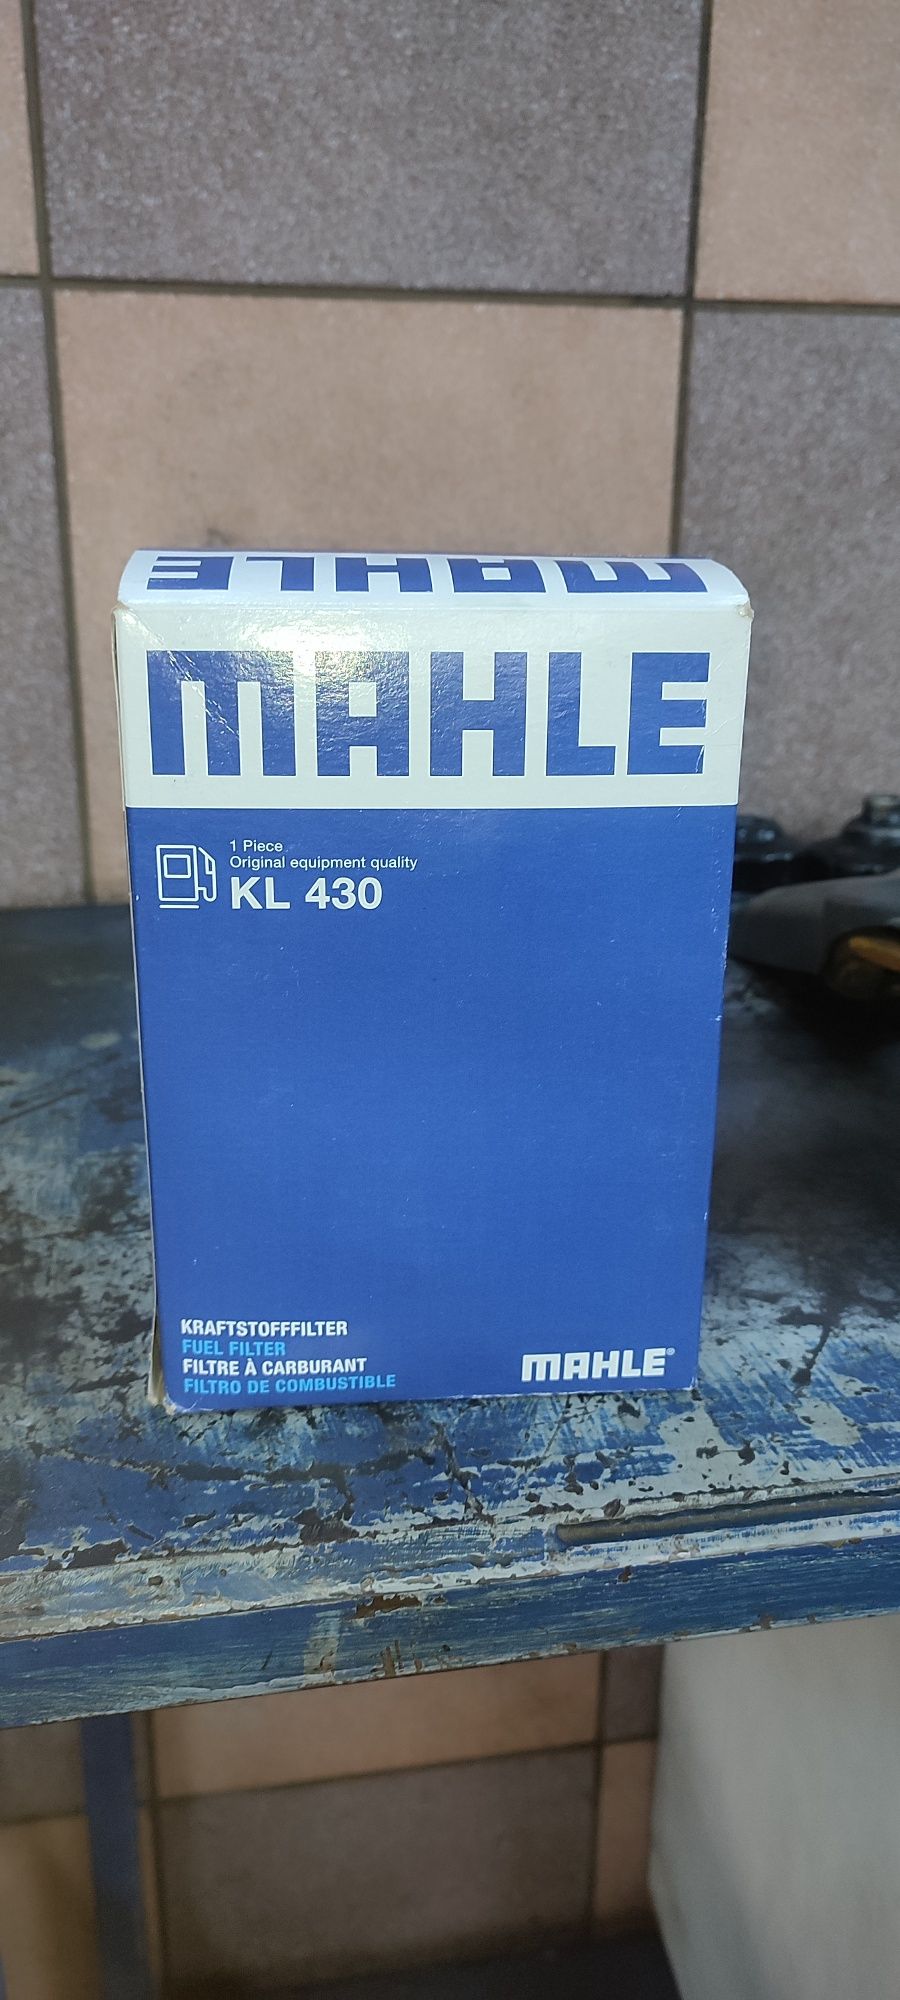 MAHLE
MAHLE
1 Piece
Original equipment quality
KL 430
KRAFTSTOFFFILTER
FUEL FILTER
FILTRE À CARBURANT
FILTRO DE COMBUSTIBLE
MAHLE®